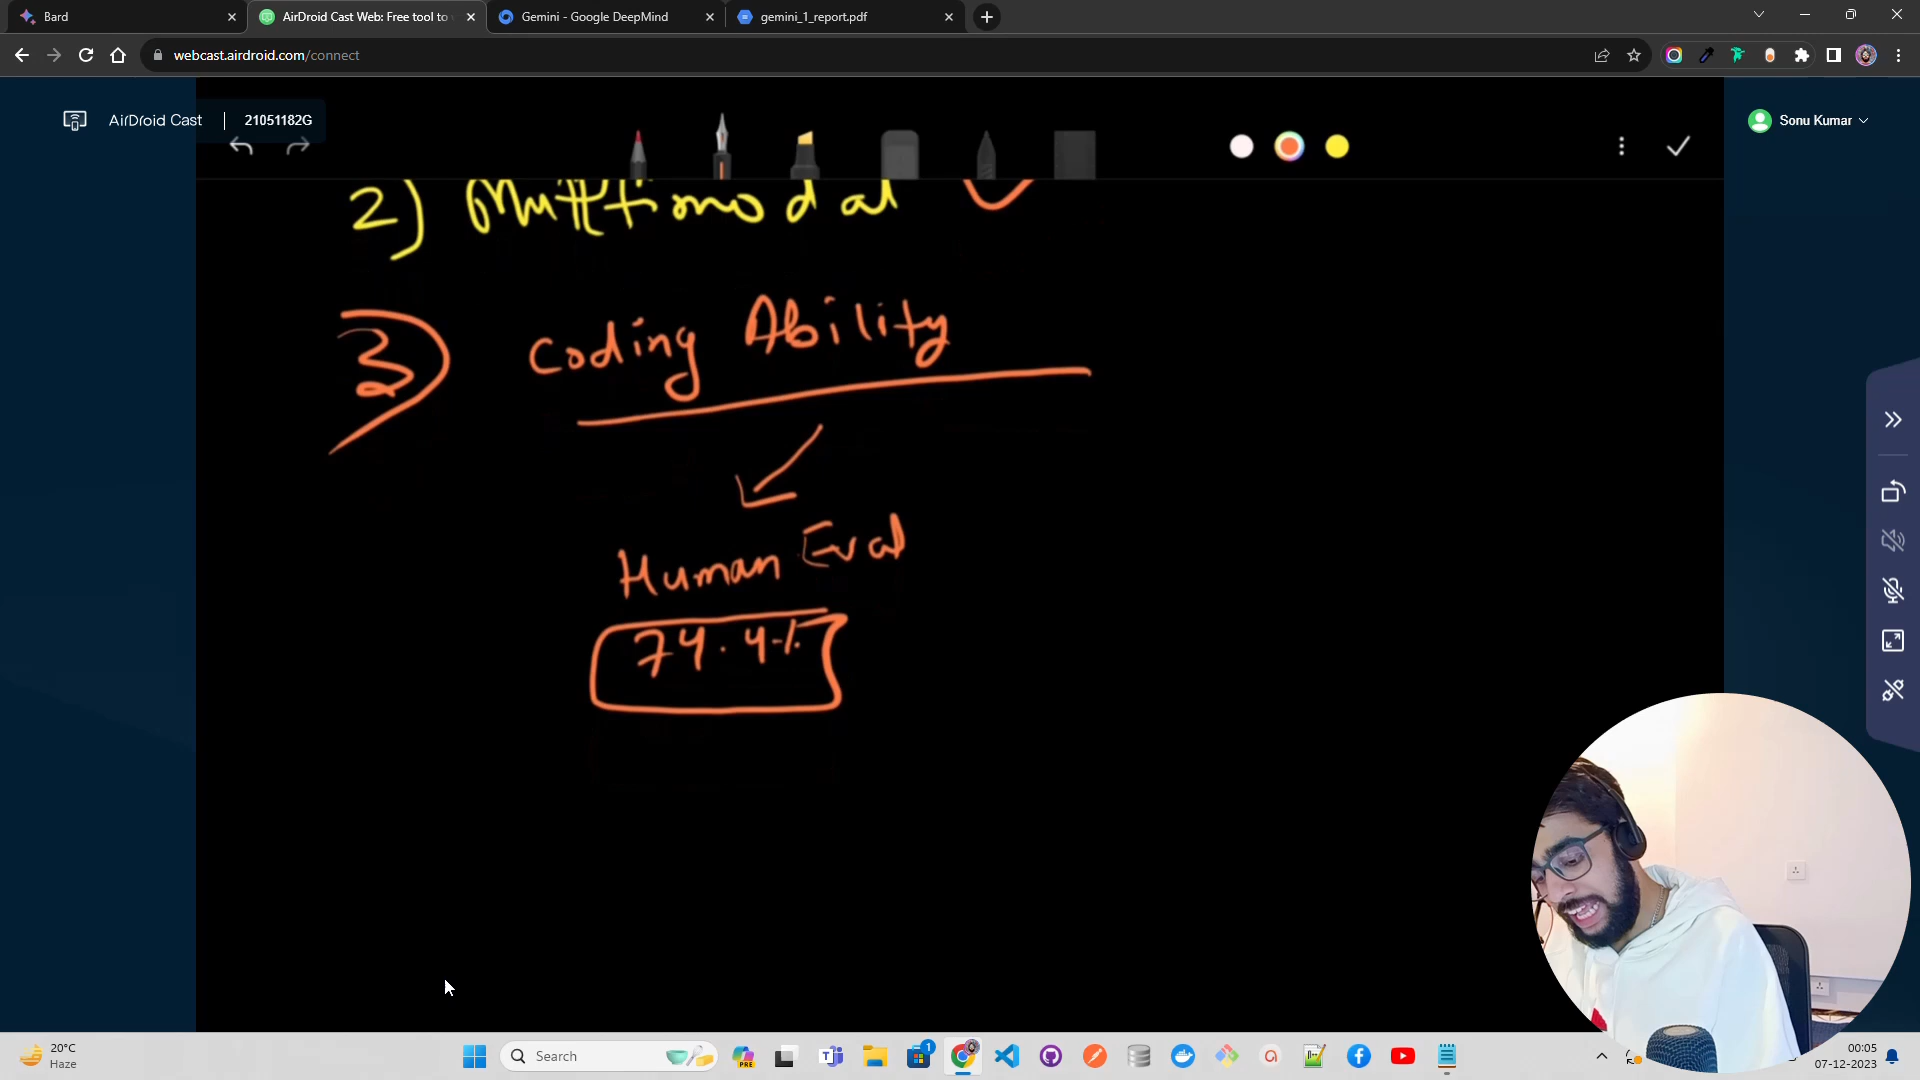 Bard
AirDroid Cast Web: Free tool to
Gemini - Google DeepMind
gemini_1_report.pdf
webcast.airdroid.com/connect
AirDroid Cast
21051182G
Sonu Kumar
2) Multimodal
3) Coding Ability
Human Eval
74.4%
20°C
Haze
Search
PRE
1
00:05
07-12-2023